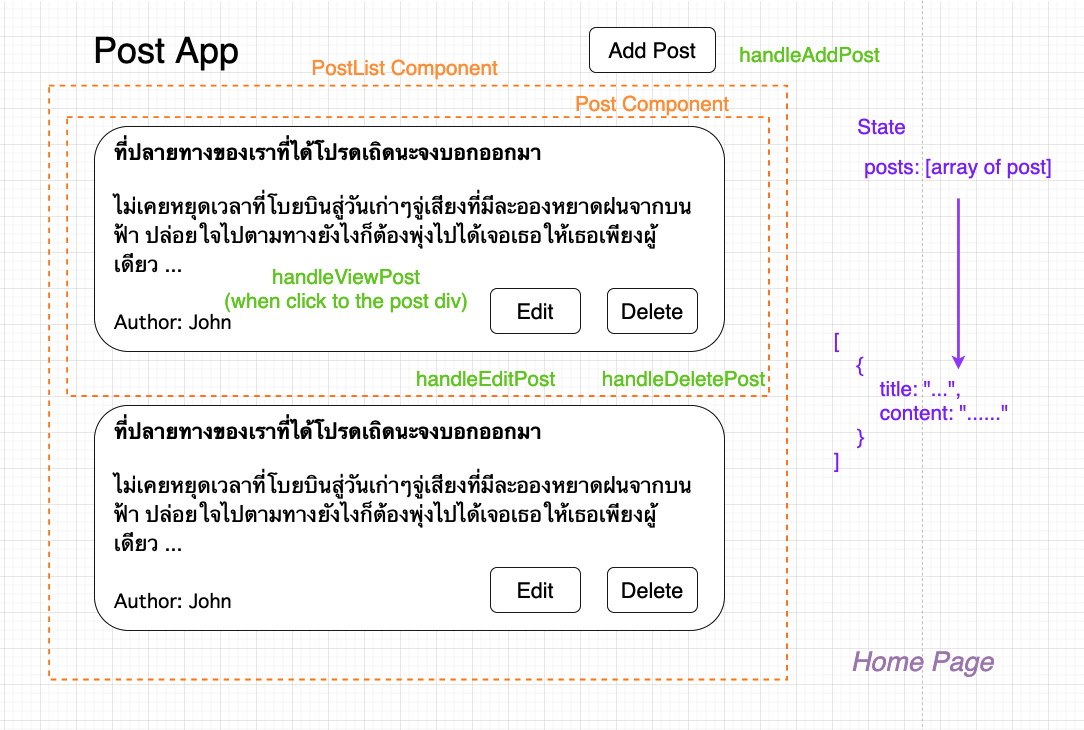 Post App
Add Post
handleAddPost
PostList Component
Post Component
State
posts: [array of post]
ที่ปลายทางของเราที่ได้โปรดเถิดนะจงบอกออกมา
ไม่เคยหยุดเวลาที่โบยบินสู่วันเก่าๆจู่เสียงที่มีละอองหยาดฝนจากบน
ฟ้า ปล่อยใจไปตามทางยังไงก็ต้องพุ่งไปได้เจอเธอให้เธอเพียงผู้
เดียว ...
handleViewPost
(when click to the post div)
Author: John
Edit
Delete
handleEditPost
handleDeletePost
[
{
title: "...",
content: "......"
}
]
ที่ปลายทางของเราที่ได้โปรดเถิดนะจงบอกออกมา
ไม่เคยหยุดเวลาที่โบยบินสู่วันเก่าๆจู่เสียงที่มีละอองหยาดฝนจากบน
ฟ้า ปล่อยใจไปตามทางยังไงก็ต้องพุ่งไปได้เจอเธอให้เธอเพียงผู้
เดียว ...
Author: John
Edit
Delete
Home Page